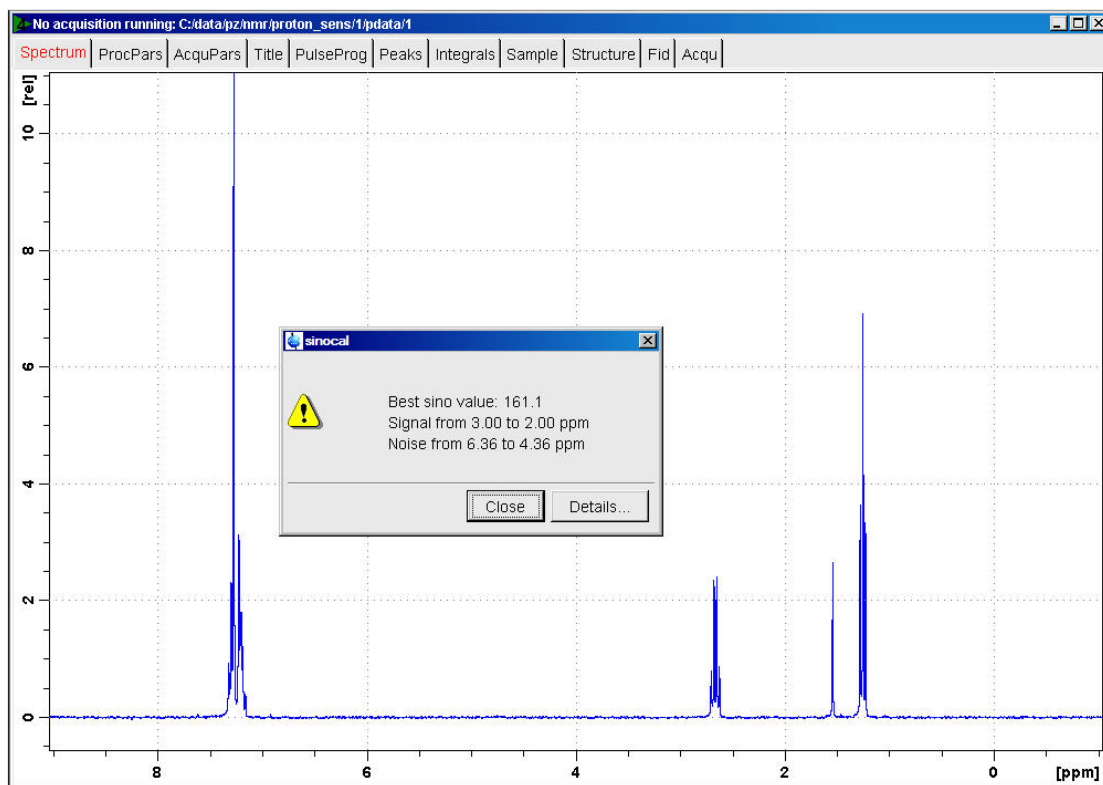 No acquisition running: C:/data/pz/nmr/proton_sens/1/pdata/1
Spectrum ProcPars AcquPars Title PulseProg Peaks Integrals Sample Structure Fid Acqu
[rel]
10
8
6
4
2
0
sinocal
Best sino value: 161.1
Signal from 3.00 to 2.00 ppm
Noise from 6.36 to 4.36 ppm
Close Details...
8 6 4 2 0 [ppm]